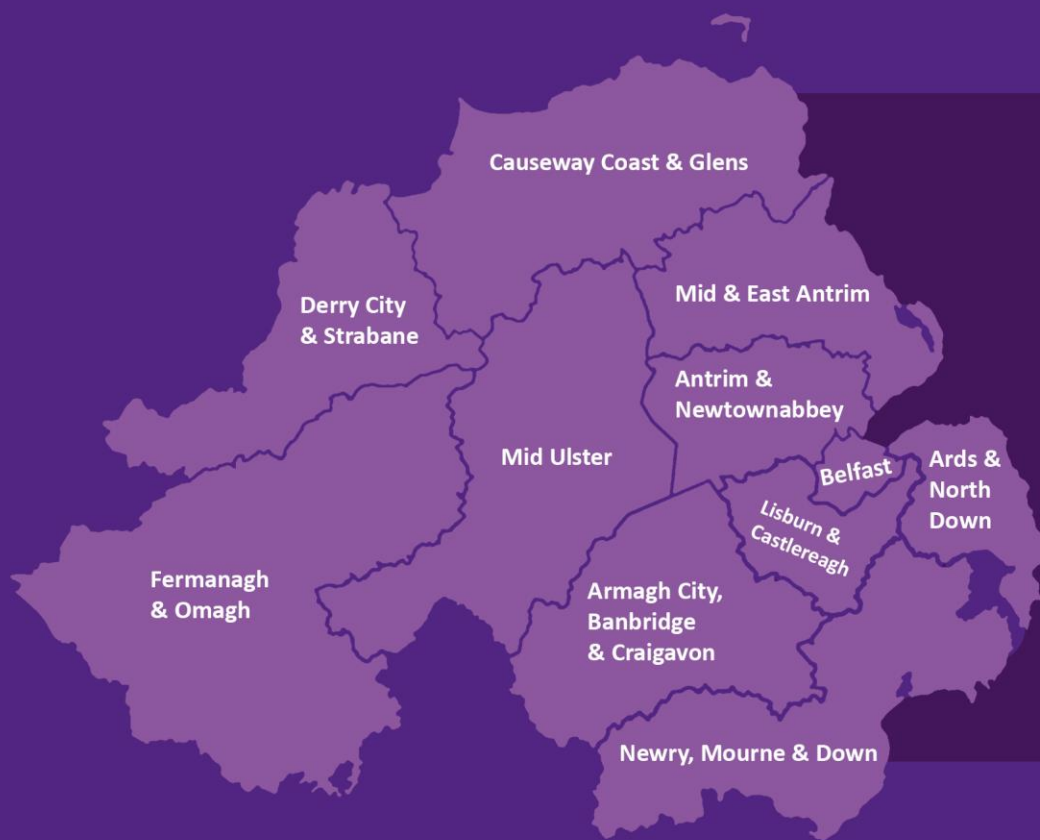 Causeway Coast & Glens
Derry City
& Strabane
Mid & East Antrim
Antrim &
Newtownabbey
Mid Ulster
Belfast
Ards &
North
Down
Lisburn &
Castlereagh
Fermanagh
& Omagh
Armagh City,
Banbridge
& Craigavon
Newry, Mourne & Down